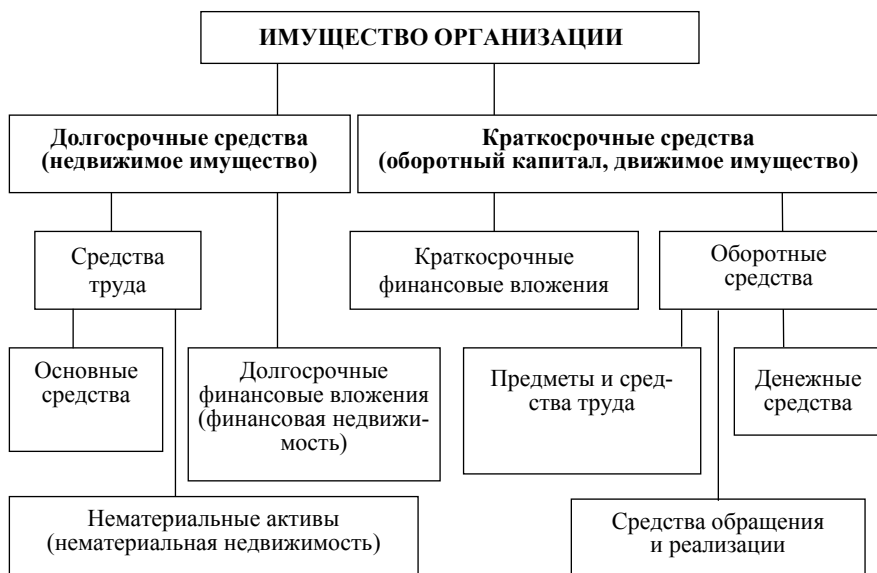 ИМУЩЕСТВО ОРГАНИЗАЦИИ
Долгосрочные средства
(недвижимое имущество)
Краткосрочные средства
(оборотный капитал, движимое имущество)
Средства
труда
Краткосрочные
финансовые вложения
Оборотные
средства
Основные
средства
Долгосрочные
финансовые вложения
(финансовая недвижи-
мость)
Предметы и сред-
ства труда
Денежные
средства
Нематериальные активы
(нематериальная недвижимость)
Средства обращения
и реализации